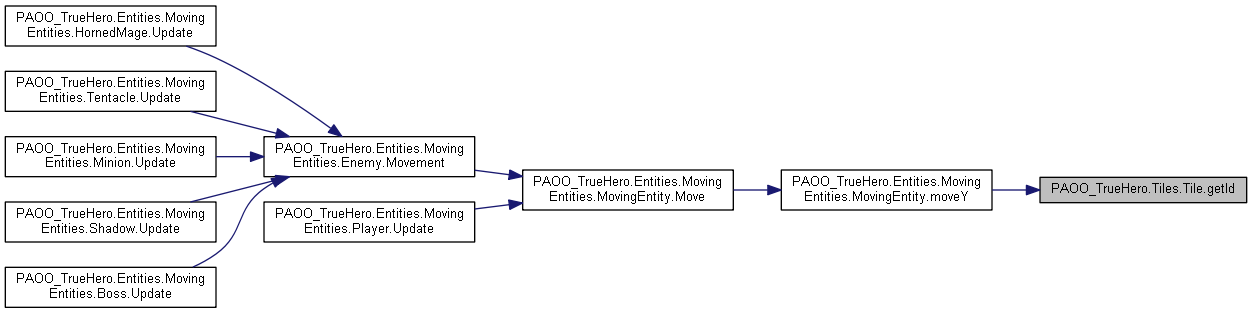 PAOO_TrueHero.Entities.Moving
Entities.HornedMage.Update
PAOO_TrueHero.Entities.Moving
Entities.Tentacle.Update
PAOO_TrueHero.Entities.Moving
Entities.Minion.Update
PAOO_TrueHero.Entities.Moving
Entities.Shadow.Update
PAOO_TrueHero.Entities.Moving
Entities.Boss.Update
PAOO_TrueHero.Entities.Moving
Entities.Enemy.Movement
PAOO_TrueHero.Entities.Moving
Entities.Player.Update
PAOO_TrueHero.Entities.Moving
Entities.MovingEntity.Move
PAOO_TrueHero.Entities.Moving
Entities.MovingEntity.moveY
PAOO_TrueHero.Tiles.Tile.getId